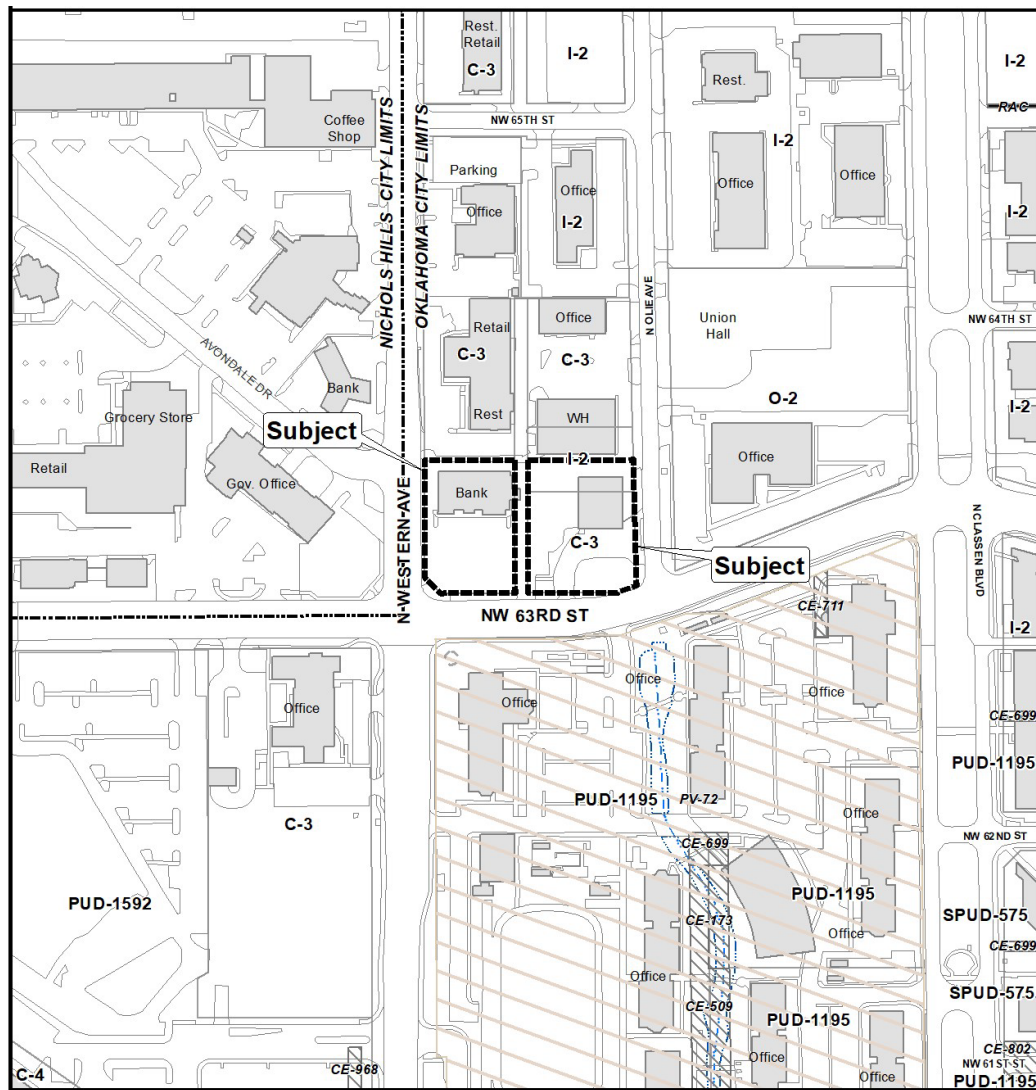 Rest.
Retail
C-3
I-2
I-2
Rest.
RAC
Coffee
Shop
NW 65TH ST
I-2
NICHOLS HILLS CITY LIMITS
OKLAHOMA CITY LIMITS
Parking
Office
Office
I-2
Office
Office
I-2
N OLIE AVE
AVONDALE DR
Retail
C-3
Rest
Office
C-3
Union
Hall
NW 64TH ST
Bank
O-2
I-2
Grocery Store
Subject
WH
I-2
Office
Retail
Gov. Office
Bank
C-3
Subject
N CLASSEN BLVD
N-WESTERN-AVE
NW 63RD ST
CE-711
I-2
Office
Office
Office
Office
CE-699
PUD-1195
PUD-1195
PV-72
Office
C-3
NW 62ND ST
CE-699
PUD-1592
PUD-1195
SPUD-575
CE-173
Office
CE-699
Office
CE-509
PUD-1195
SPUD-575
C-4
CE-968
Office
Office
CE-802
NW 61ST ST
PUD-1195